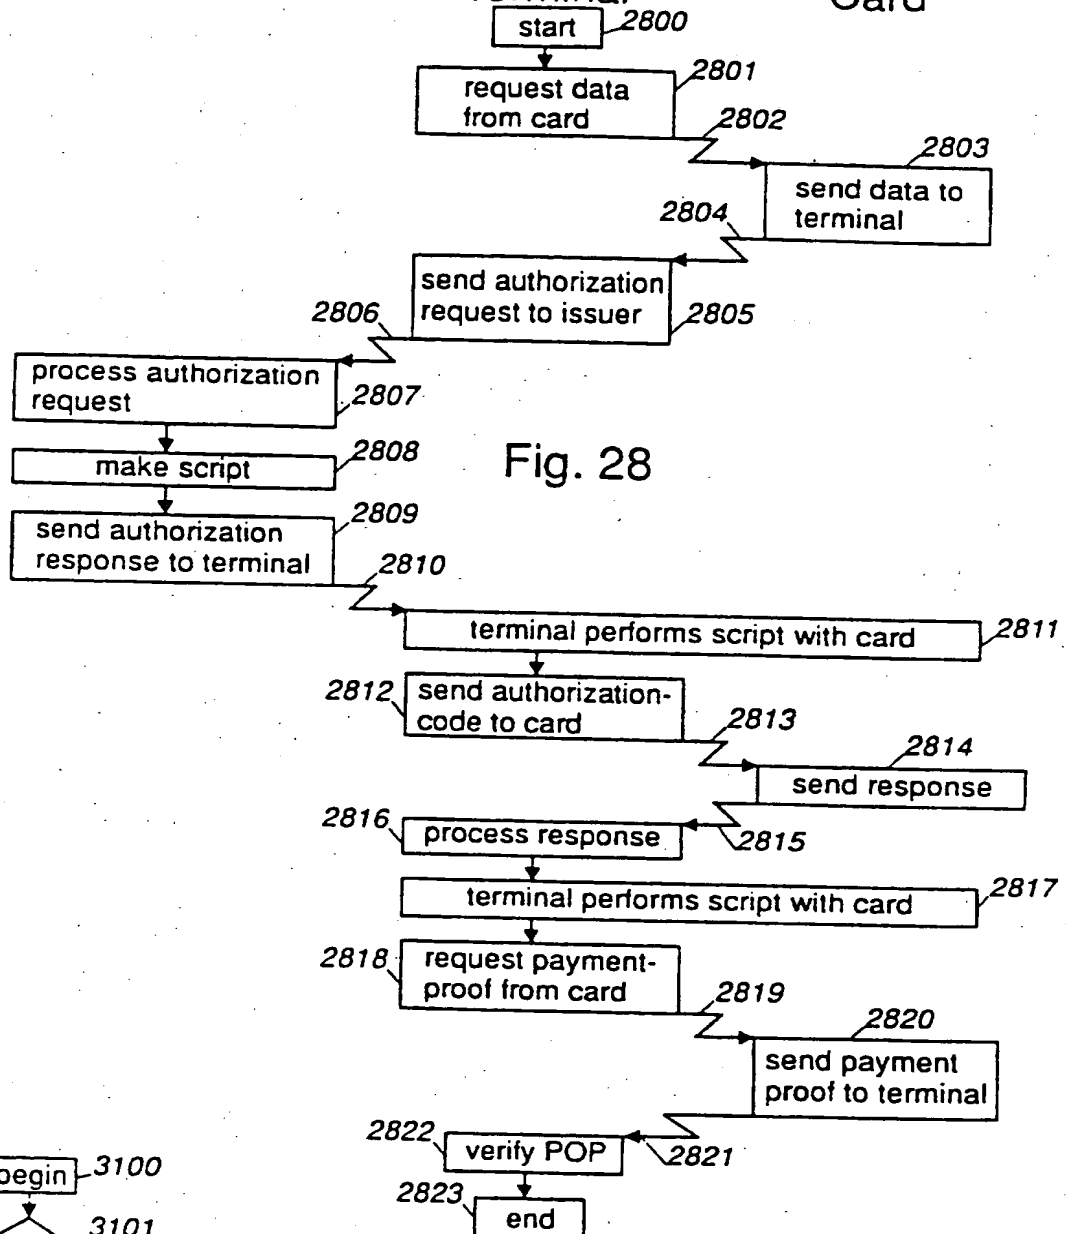 Terminal
Card
start
2800
request data
from card
2801
2802
2803
send data to
terminal
2804
send authorization
request to issuer
2805
2806
process authorization
request
2807
make script
2808
Fig. 28
send authorization
response to terminal
2809
2810
terminal performs script with card
2811
2812
send authorization-
code to card
2813
2814
send response
2815
2816
process response
terminal performs script with card
2817
2818
request payment-
proof from card
2819
2820
send payment
proof to terminal
2821
2822
verify POP
2823
end
begin
3100
3101